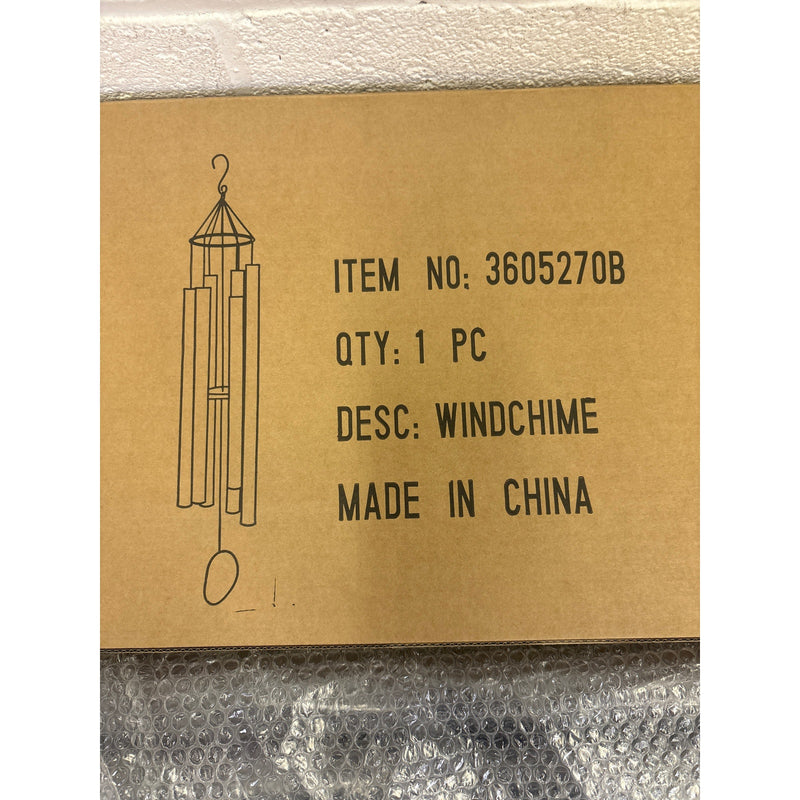 ITEM NO: 3605270B
QTY: 1 PC
DESC: WINDCHIME
MADE IN CHINA